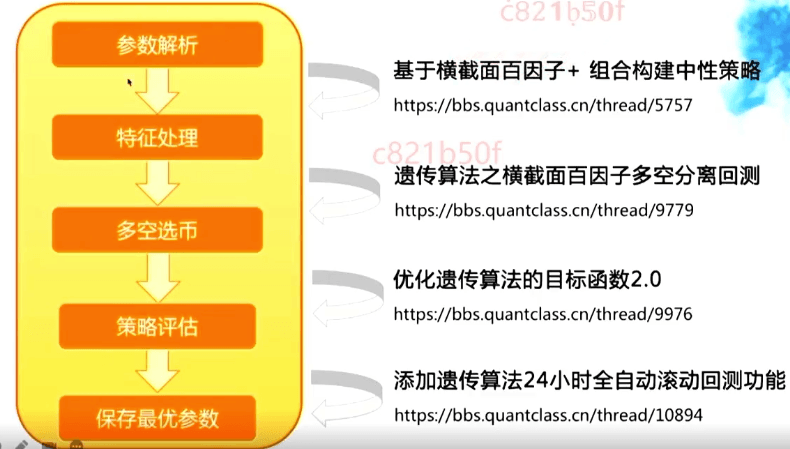 c821b50f
参数解析
基于横截面百因子+ 组合构建中性策略
https://bbs.quantclass.cn/thread/5757
特征处理
c821b50f
遗传算法之横截面百因子多空分离回测
https://bbs.quantclass.cn/thread/9779
多空选币
优化遗传算法的目标函数2.0
https://bbs.quantclass.cn/thread/9976
策略评估
添加遗传算法24小时全自动滚动回测功能
https://bbs.quantclass.cn/thread/10894
保存最优参数